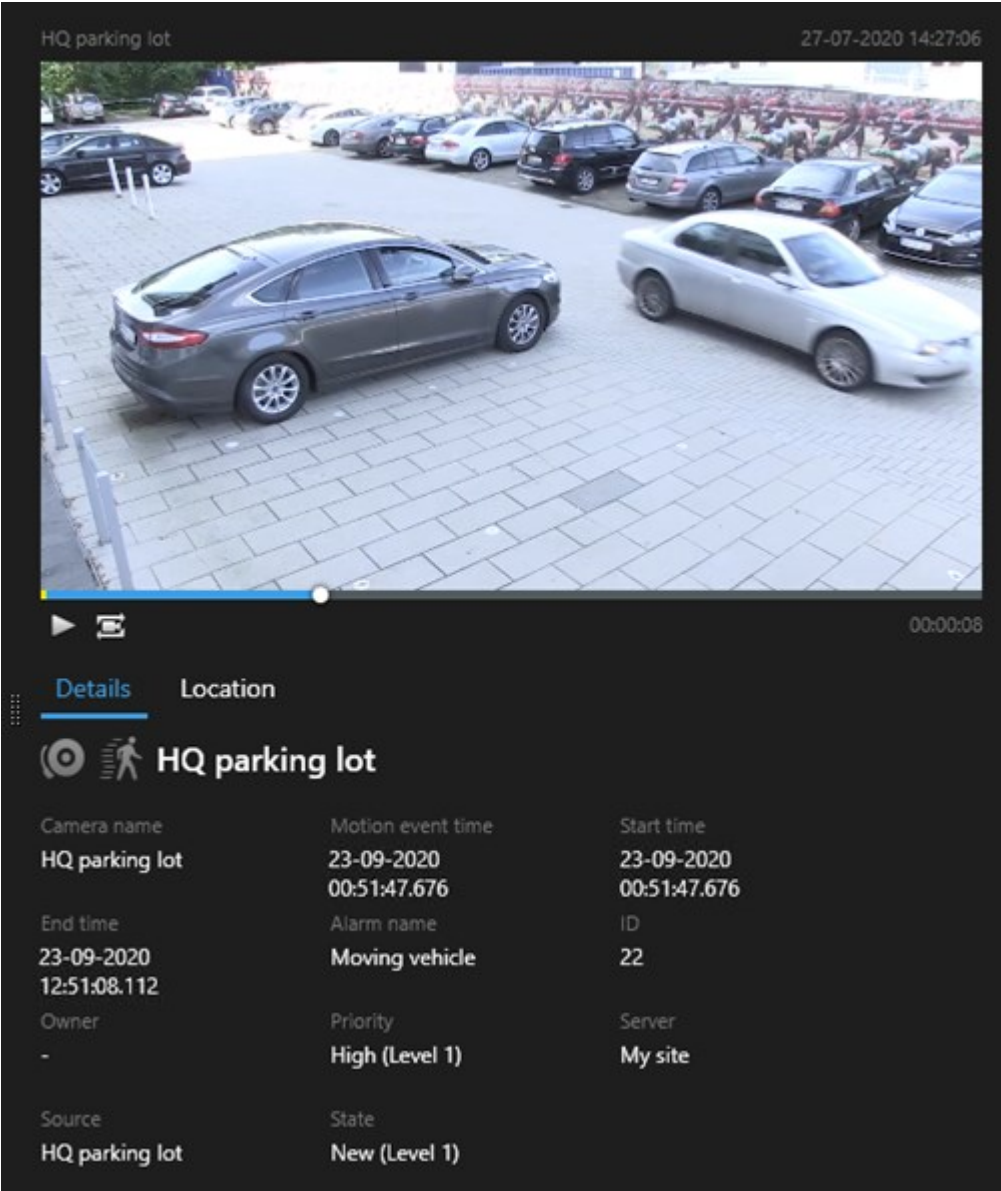 HQ parking lot 27-07-2020 14:27:06
00:00:08
Details Location
HQ parking lot
Camera name Motion event time Start time
HQ parking lot 23-09-2020 23-09-2020
00:51:47.676 00:51:47.676
End time Alarm name ID
23-09-2020 Moving vehicle 22
12:51:08.112
Owner Priority Server
- High (Level 1) My site
Source State
HQ parking lot New (Level 1)